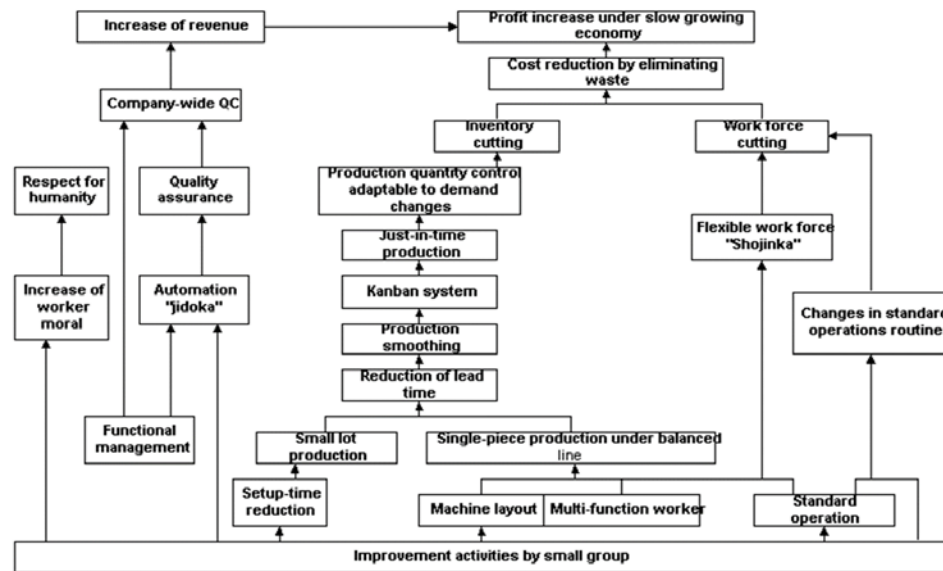 Increase of revenue
Profit increase under slow growing
economy
Cost reduction by eliminating
waste
Company-wide QC
Inventory
cutting
Work force
cutting
Respect for
humanity
Quality
assurance
Production quantity control
adaptable to demand
changes
Flexible work force
"Shojinka"
Just-in-time
production
Increase of
worker
moral
Automation
"jidoka"
Kanban system
Changes in standard
operations routine
Production
smoothing
Reduction of lead
time
Functional
management
Small lot
production
Single-piece production under balanced
line
Setup-time
reduction
Machine layout
Multi-function worker
Standard
operation
Improvement activities by small group